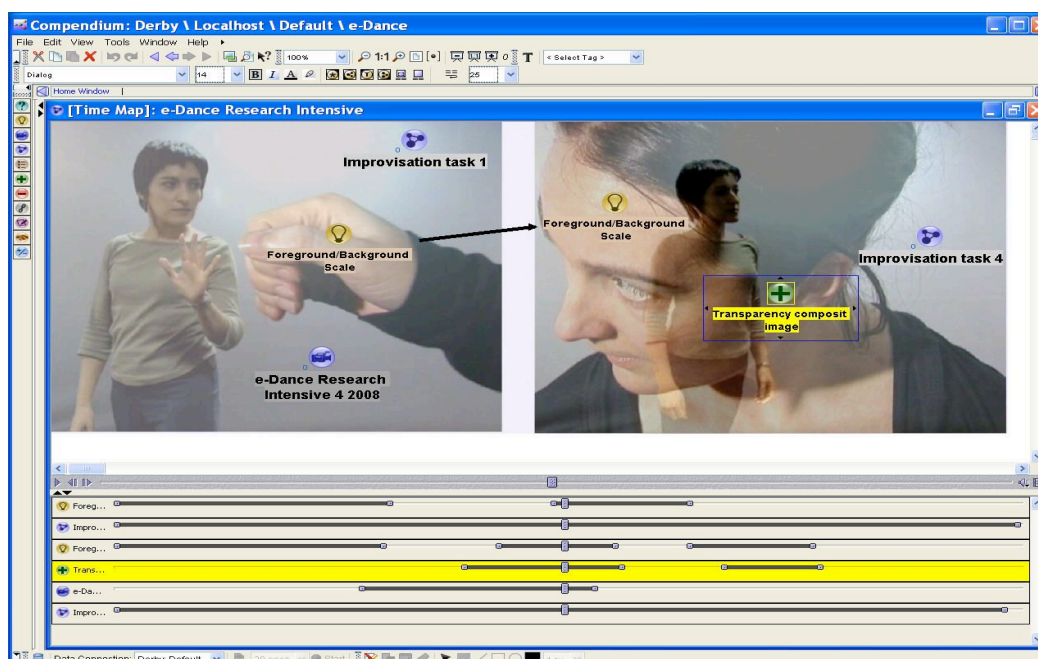 Compendium: Derby \ Localhost \ Default \ e-Dance
File Edit View Tools Window Help
100% 1:1 T < Select Tag >
Dialog 14 B I A 25
Home Window
[Time Map]: e-Dance Research Intensive
Improvisation task 1
Foreground/Background
Scale
Foreground/Background
Scale
Improvisation task 4
Transparency composit
image
e-Dance Research
Intensive 4 2008
Foreg...
Impro...
Foreg...
Trans...
e-Da...
Impro...
Data Connection: Derby: Default Start